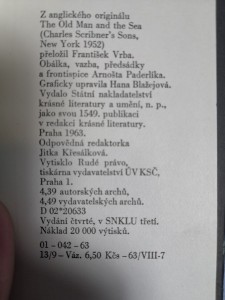 Z anglického originálu
The Old Man and the Sea
(Charles Scribner's Sons,
New York 1952)
přeložil František Vrba.
Obálka, vazba, předsádky
a frontispice Arnošta Paderlíka.
Graficky upravila Hana Blažejová.
Vydalo Státní nakladatelství
krásné literatury a umění, n. p.,
jako svou 1549. publikaci
v redakci krásné literatury.
Praha 1963.
Odpovědná redaktorka
Jitka Křesálková.
Vytisklo Rudé právo,
tiskárna vydavatelství ÚV KSČ,
Praha 1.
4,39 autorských archů,
4,49 vydavatelských archů.
D 02*20633
Vydání čtvrté, v SNKLU třetí.
Náklad 20 000 výtisků.
01 – 042 – 63
13/9 – Váz. 6,50 Kčs – 63/VIII-7